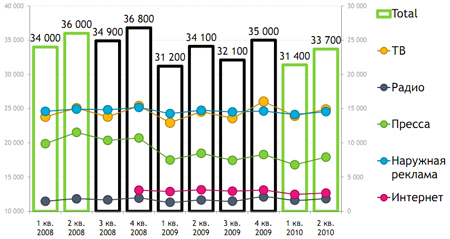 40 000
35 000
30 000
25 000
20 000
15 000
10 000
34 000
36 000
34 900
36 800
31 200
34 100
32 100
35 000
31 400
33 700
30 000
25 000
20 000
15 000
10 000
5 000
0
1 кв. 2 кв. 3 кв. 4 кв. 1 кв. 2 кв. 3 кв. 4 кв. 1 кв. 2 кв.
2008 2008 2008 2008 2009 2009 2009 2009 2010 2010
Total
ТВ
Радио
Пресса
Наружная
реклама
Интернет